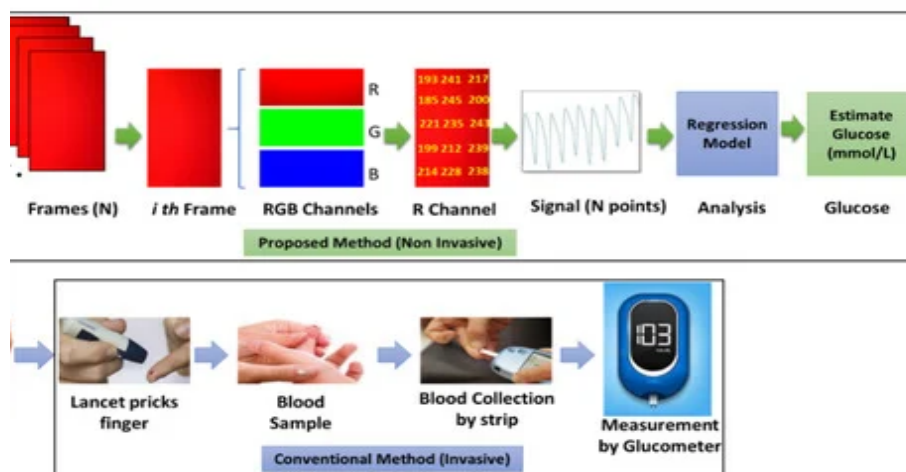 R
G
B
193 241 217
185 245 200
221 235 243
199 212 239
214 228 238
Regression
Model
Estimate
Glucose
(mmol/L)
Frames (N)
i th Frame
RGB Channels
R Channel
Signal (N points)
Analysis
Glucose
Proposed Method (Non Invasive)
103
Lancet pricks
finger
Blood
Sample
Blood Collection
by strip
Measurement
by Glucometer
Conventional Method (Invasive)